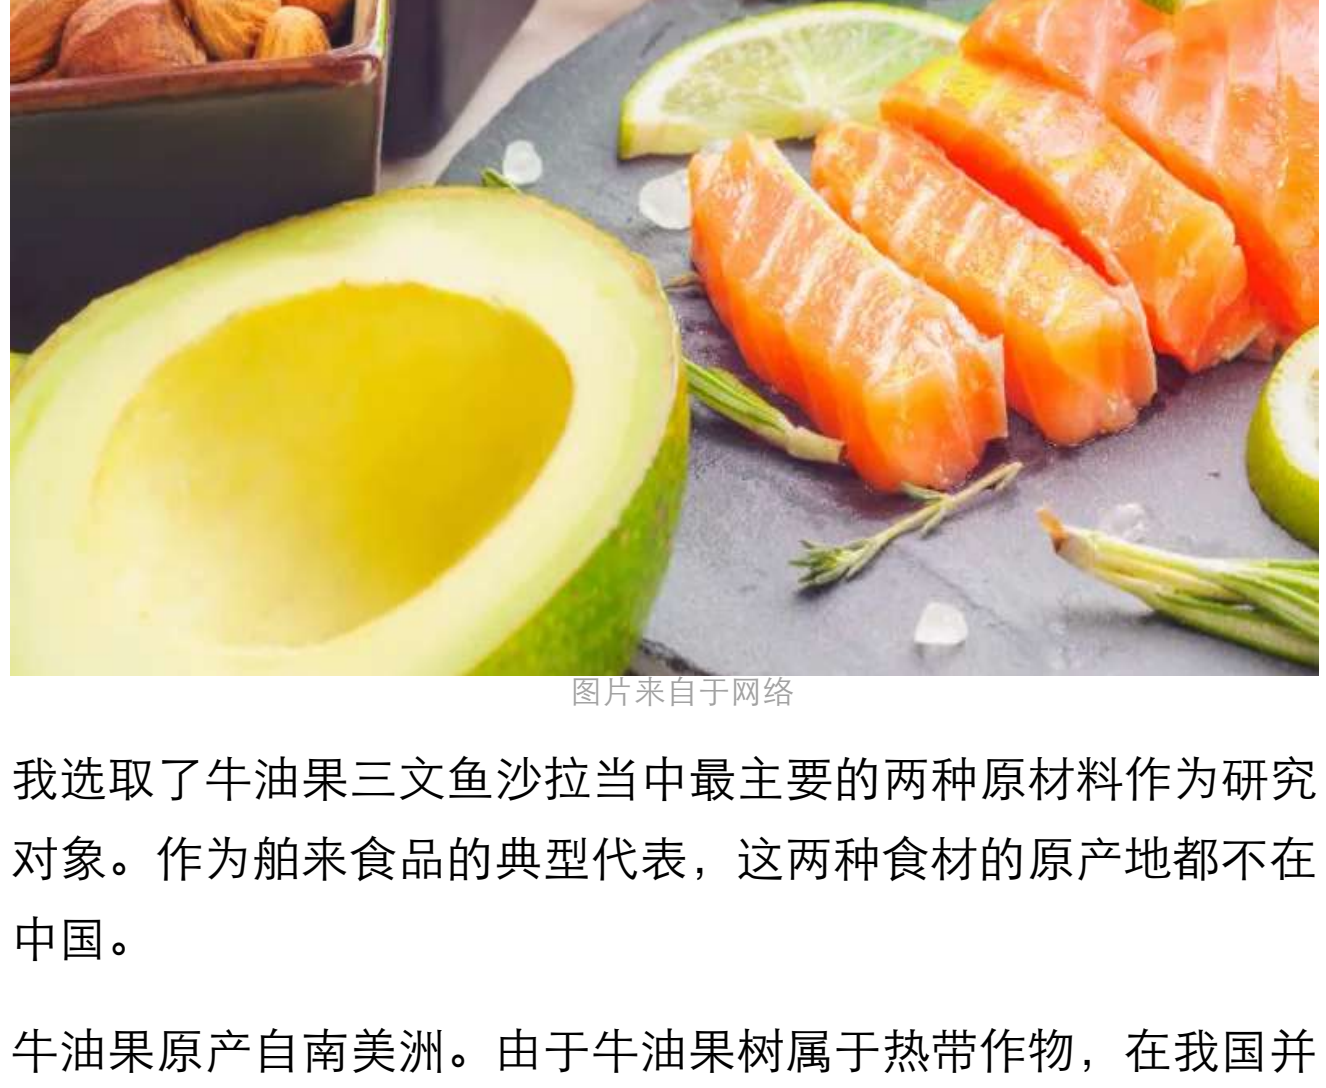 图片来自于网络
我选取了牛油果三文鱼沙拉当中最主要的两种原材料作为研究
对象。作为舶来食品的典型代表，这两种食材的原产地都不在
中国。
牛油果原产自南美洲。由于牛油果树属于热带作物，在我国并